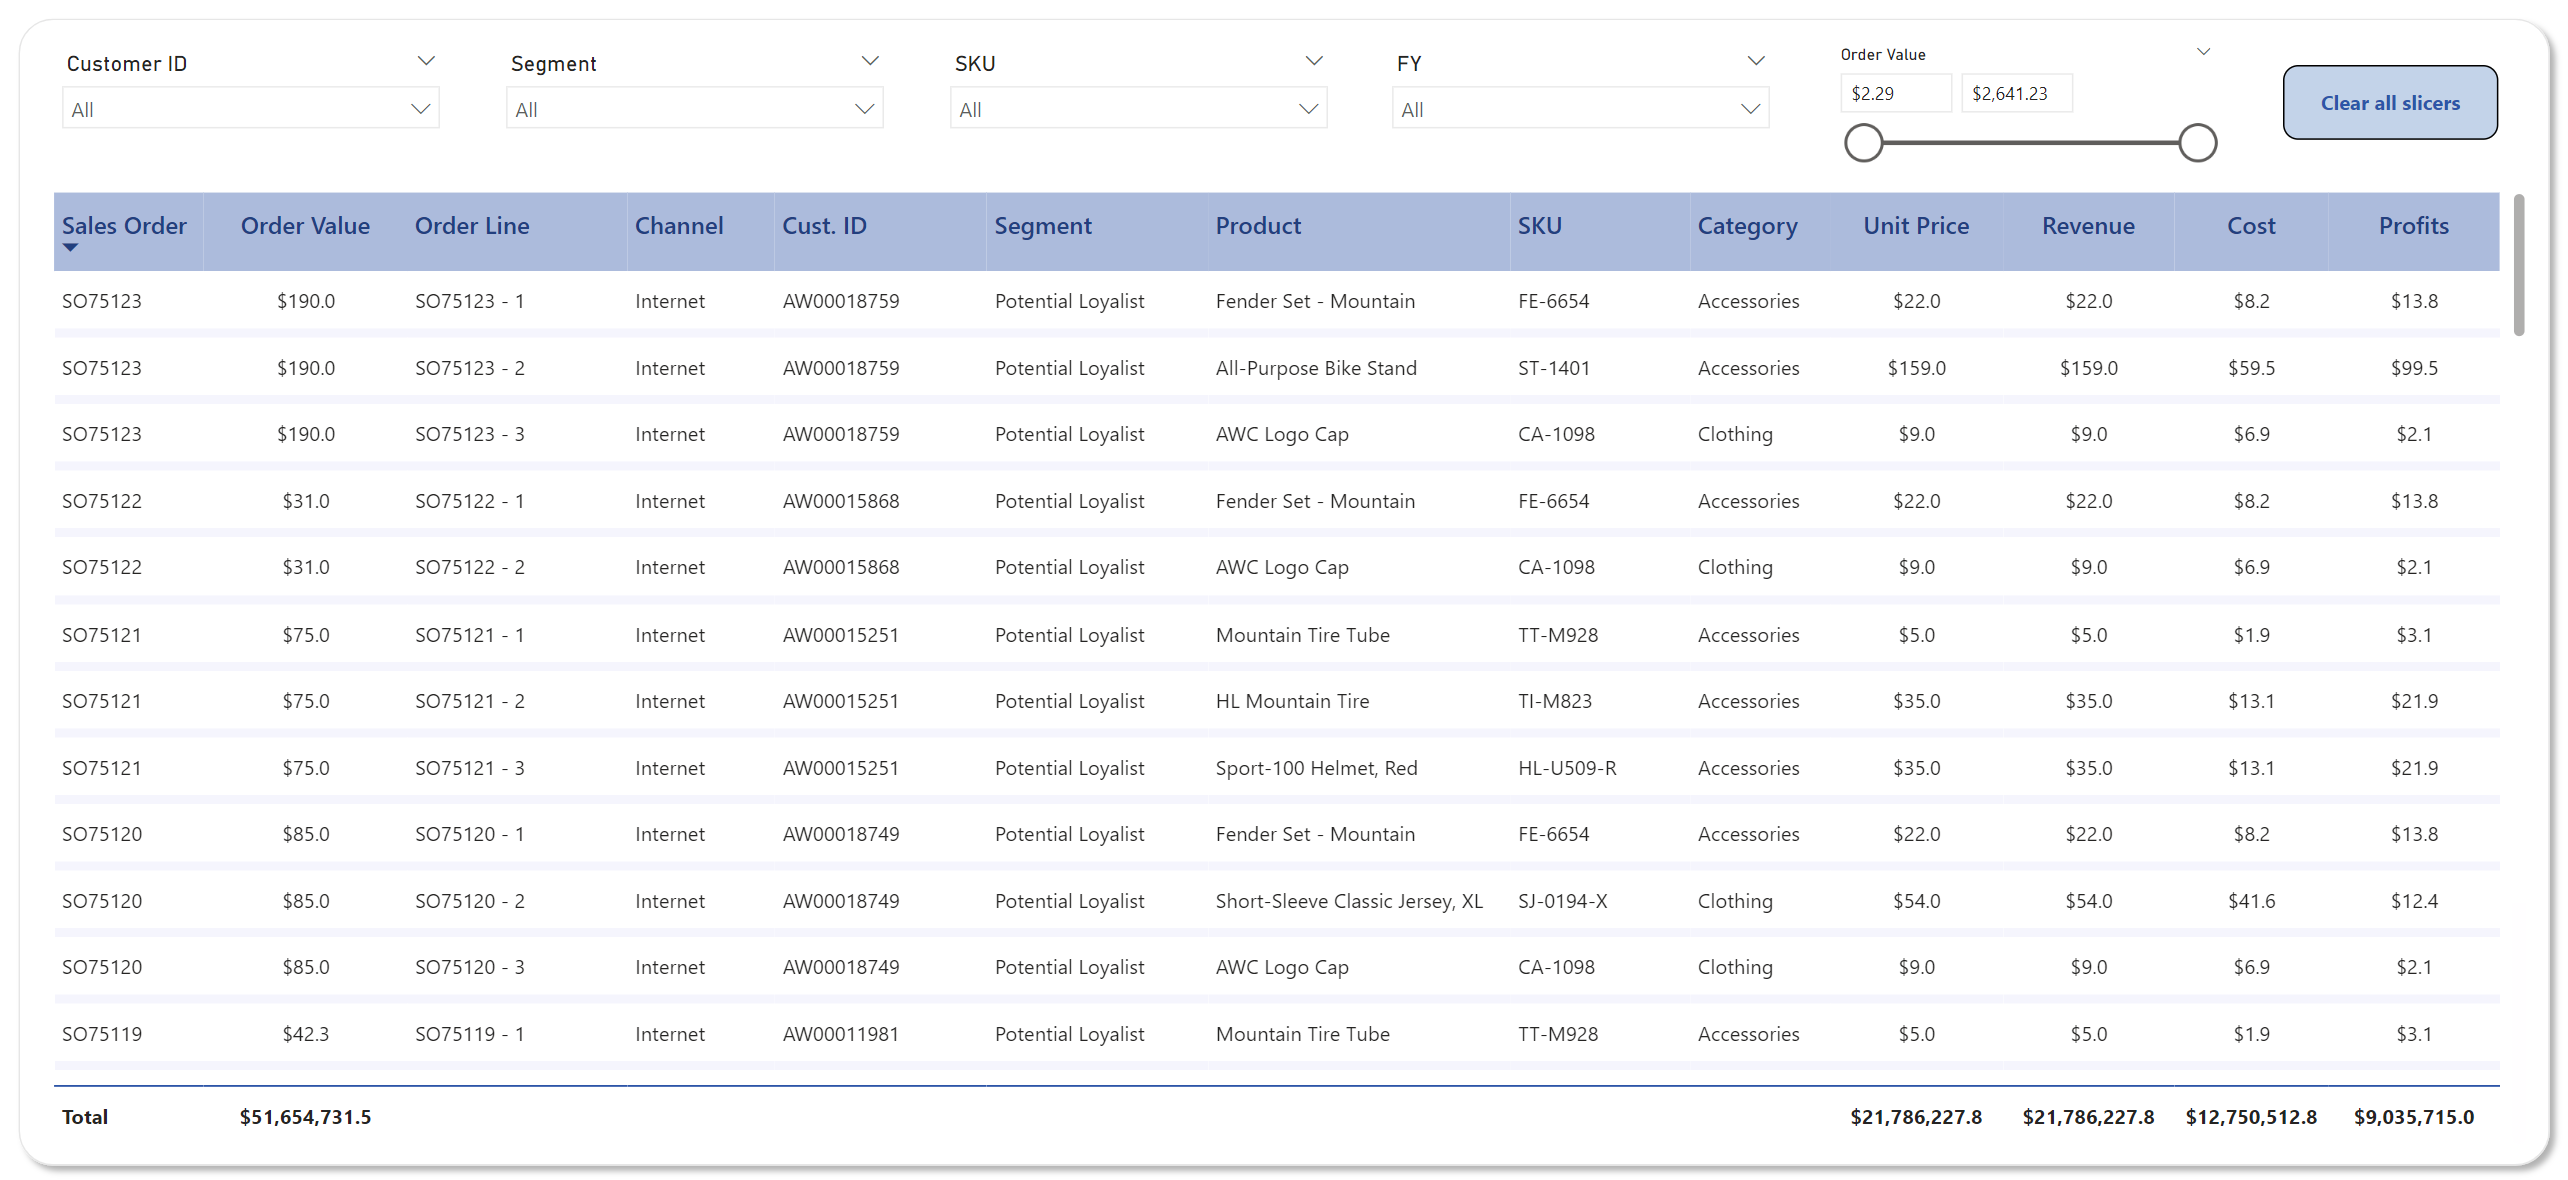 Customer ID Segment SKU FY Order Value
All All All All $2.29 $2,641.23 Clear all slicers
Sales Order Order Value Order Line Channel Cust. ID Segment Product SKU Category Unit Price Revenue Cost Profits
SO75123 $190.0 SO75123 - 1 Internet AW00018759 Potential Loyalist Fender Set - Mountain FE-6654 Accessories $22.0 $22.0 $8.2 $13.8
SO75123 $190.0 SO75123 - 2 Internet AW00018759 Potential Loyalist All-Purpose Bike Stand ST-1401 Accessories $159.0 $159.0 $59.5 $99.5
SO75123 $190.0 SO75123 - 3 Internet AW00018759 Potential Loyalist AWC Logo Cap CA-1098 Clothing $9.0 $9.0 $6.9 $2.1
SO75122 $31.0 SO75122 - 1 Internet AW00015868 Potential Loyalist Fender Set - Mountain FE-6654 Accessories $22.0 $22.0 $8.2 $13.8
SO75122 $31.0 SO75122 - 2 Internet AW00015868 Potential Loyalist AWC Logo Cap CA-1098 Clothing $9.0 $9.0 $6.9 $2.1
SO75121 $75.0 SO75121 - 1 Internet AW00015251 Potential Loyalist Mountain Tire Tube TT-M928 Accessories $5.0 $5.0 $1.9 $3.1
SO75121 $75.0 SO75121 - 2 Internet AW00015251 Potential Loyalist HL Mountain Tire TI-M823 Accessories $35.0 $35.0 $13.1 $21.9
SO75121 $75.0 SO75121 - 3 Internet AW00015251 Potential Loyalist Sport-100 Helmet, Red HL-U509-R Accessories $35.0 $35.0 $13.1 $21.9
SO75120 $85.0 SO75120 - 1 Internet AW00018749 Potential Loyalist Fender Set - Mountain FE-6654 Accessories $22.0 $22.0 $8.2 $13.8
SO75120 $85.0 SO75120 - 2 Internet AW00018749 Potential Loyalist Short-Sleeve Classic Jersey, XL SJ-0194-X Clothing $54.0 $54.0 $41.6 $12.4
SO75120 $85.0 SO75120 - 3 Internet AW00018749 Potential Loyalist AWC Logo Cap CA-1098 Clothing $9.0 $9.0 $6.9 $2.1
SO75119 $42.3 SO75119 - 1 Internet AW00011981 Potential Loyalist Mountain Tire Tube TT-M928 Accessories $5.0 $5.0 $1.9 $3.1
Total $51,654,731.5 $21,786,227.8 $21,786,227.8 $12,750,512.8 $9,035,715.0